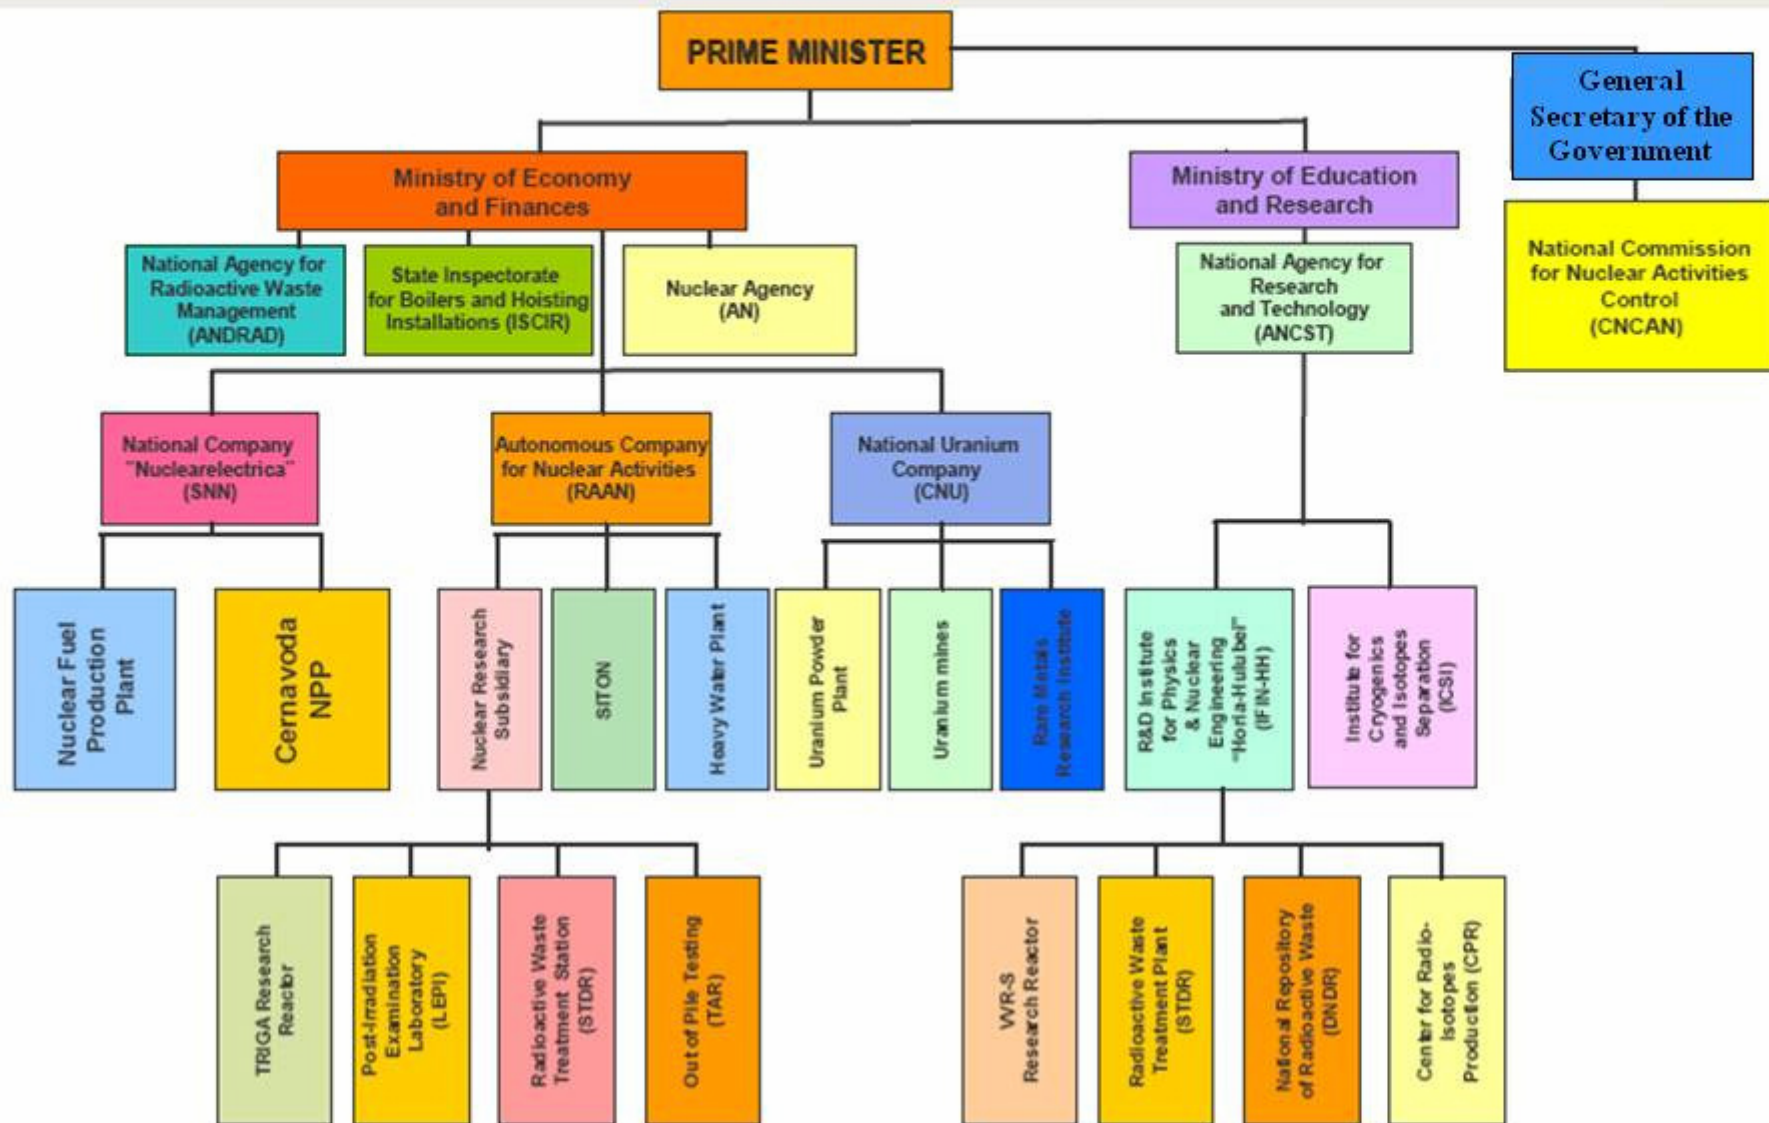 PRIME MINISTER
General
Secretary of the
Government
Ministry of Economy
and Finances
Ministry of Education
and Research
National Agency for
Radioactive Waste
Management
(ANDRAD)
State Inspectorate
for Boilers and Hoisting
Installations (ISCIR)
Nuclear Agency
(AN)
National Agency for
Research
and Technology
(ANCST)
National Commission
for Nuclear Activities
Control
(CNCAN)
National Company
"Nuclearelectrica"
(SNN)
Autonomous Company
for Nuclear Activities
(RAAN)
National Uranium
Company
(CNU)
Nuclear Fuel
Production
Plant
Cernavoda
NPP
Nuclear Research
Subsidiary
SITON
Heavy Water Plant
Uranium Powder
Plant
Uranium mines
Rare Metals
Research Institute
R&D Institute
for Physics
& Nuclear
Engineering
"Horia-Hulubel"
(IFIN-HH)
Institute for
Cryogenics
and Isotopes
Separation
(ICSI)
TRIGA Research
Reactor
Post-Irradiation
Examination
Laboratory
(LEPI)
Radioactive Waste
Treatment Station
(STDR)
Out of Pile Testing
(TAR)
VVR-S
Research Reactor
Radioactive Waste
Treatment Plant
(STDR)
National Repository
of Radioactive Waste
(DNDR)
Center for Radio-
Isotopes
Production (CPR)